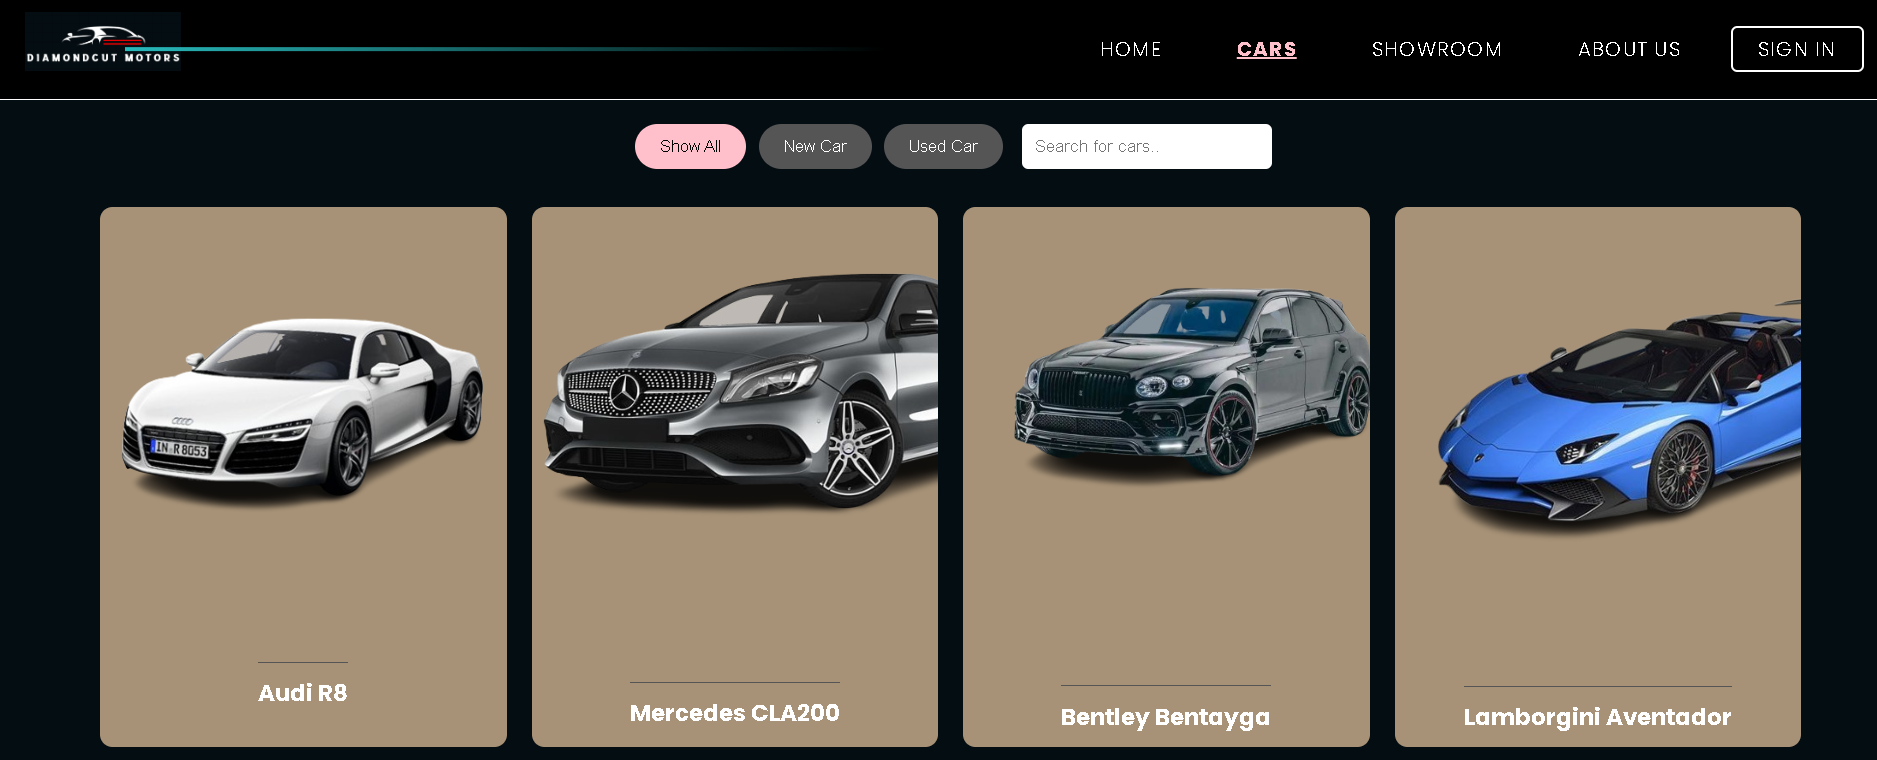 DIAMONDCUT MOTORS
HOME
CARS
SHOWROOM
ABOUT US
SIGN IN
Show All
New Car
Used Car
Search for cars..
IN R 8053
Audi R8
Mercedes CLA200
Bentley Bentayga
Lamborgini Aventador